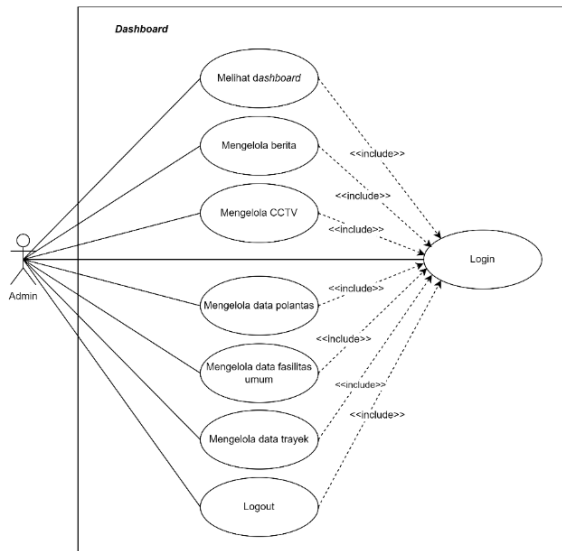 Dashboard
Melihat dashboard
<<include>>
Mengelola berita
<<include>>
Mengelola CCTV
<<include>>
Login
Admin
Mengelola data polantas
<<include>>
<<include>>
Mengelola data fasilitas
umum
<<include>>
<<include>>
Mengelola data trayek
Logout